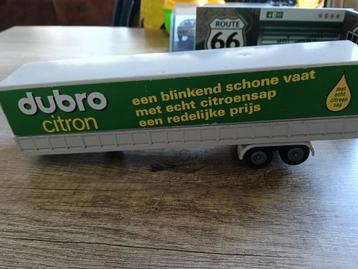 ROUTE
66
dubro
citron
een blinkend schone vaat
met echt citroensap
een redelijke prijs
met
echt
citroen
sap